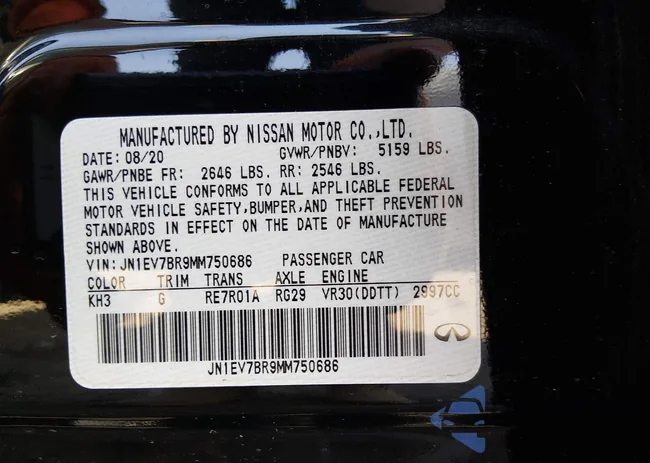 MANUFACTURED BY NISSAN MOTOR CO.,LTD.
DATE: 08/20 GVWR/PNBV: 5159 LBS.
GAWR/PNBE FR: 2646 LBS. RR: 2546 LBS.
THIS VEHICLE CONFORMS TO ALL APPLICABLE FEDERAL
MOTOR VEHICLE SAFETY,BUMPER,AND THEFT PREVENTION
STANDARDS IN EFFECT ON THE DATE OF MANUFACTURE
SHOWN ABOVE.
VIN:JN1EV7BR9MM750686 PASSENGER CAR
COLOR TRIM TRANS AXLE ENGINE
KH3 G RE7R01A RG29 VR30(DDTT) 2997CC
JN1EV7BR9MM750686